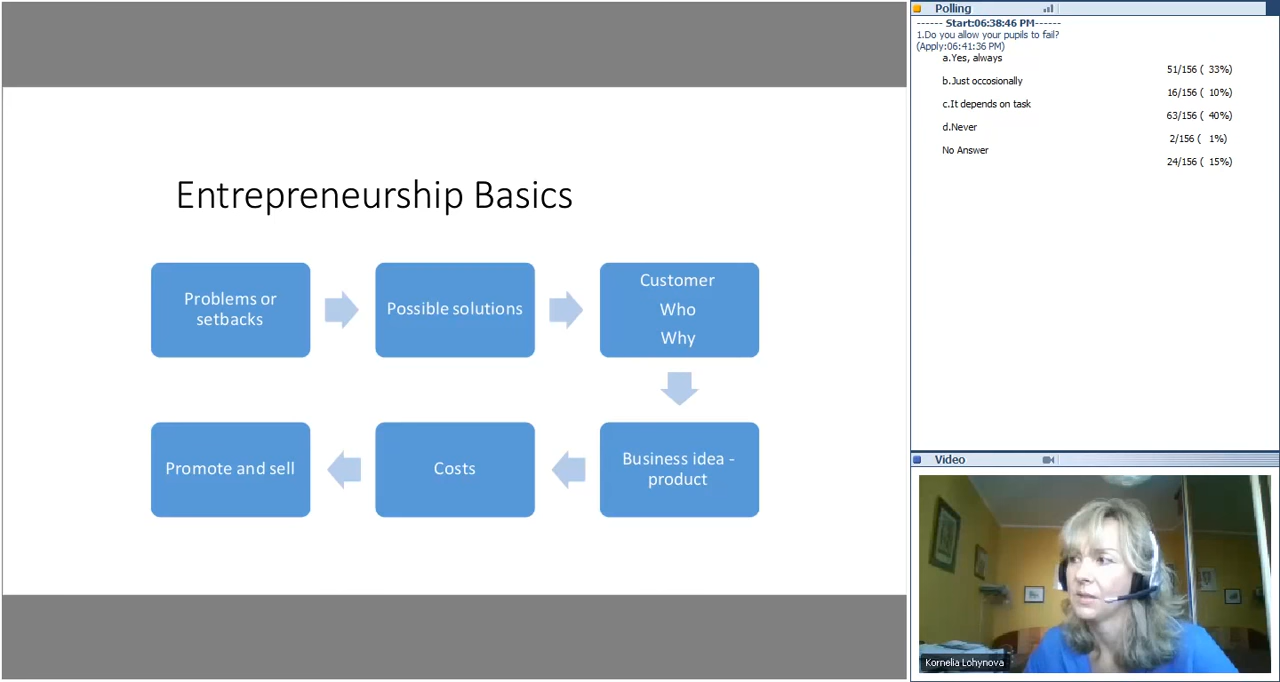 Entrepreneurship Basics
Problems or
setbacks
Possible solutions
Customer
Who
Why
Business idea -
product
Costs
Promote and sell
Polling
------ Start:06:38:46 PM------
1.Do you allow your pupils to fail?
(Apply:06:41:36 PM)
a.Yes, always
51/156 ( 33%)
b.Just occosionally
16/156 ( 10%)
c.It depends on task
63/156 ( 40%)
d.Never
2/156 ( 1%)
No Answer
24/156 ( 15%)
Video
Kornelia Lohynova